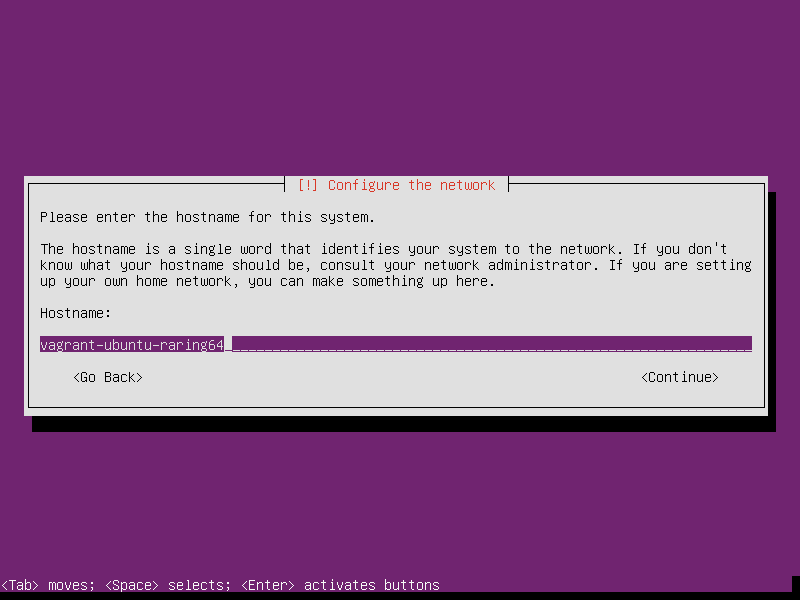 [!] Configure the network
Please enter the hostname for this system.
The hostname is a single word that identifies your system to the network. If you don't
know what your hostname should be, consult your network administrator. If you are setting
up your own home network, you can make something up here.
Hostname:
vagrant-ubuntu-raring64
<Go Back> <Continue>
<Tab> moves; <Space> selects; <Enter> activates buttons